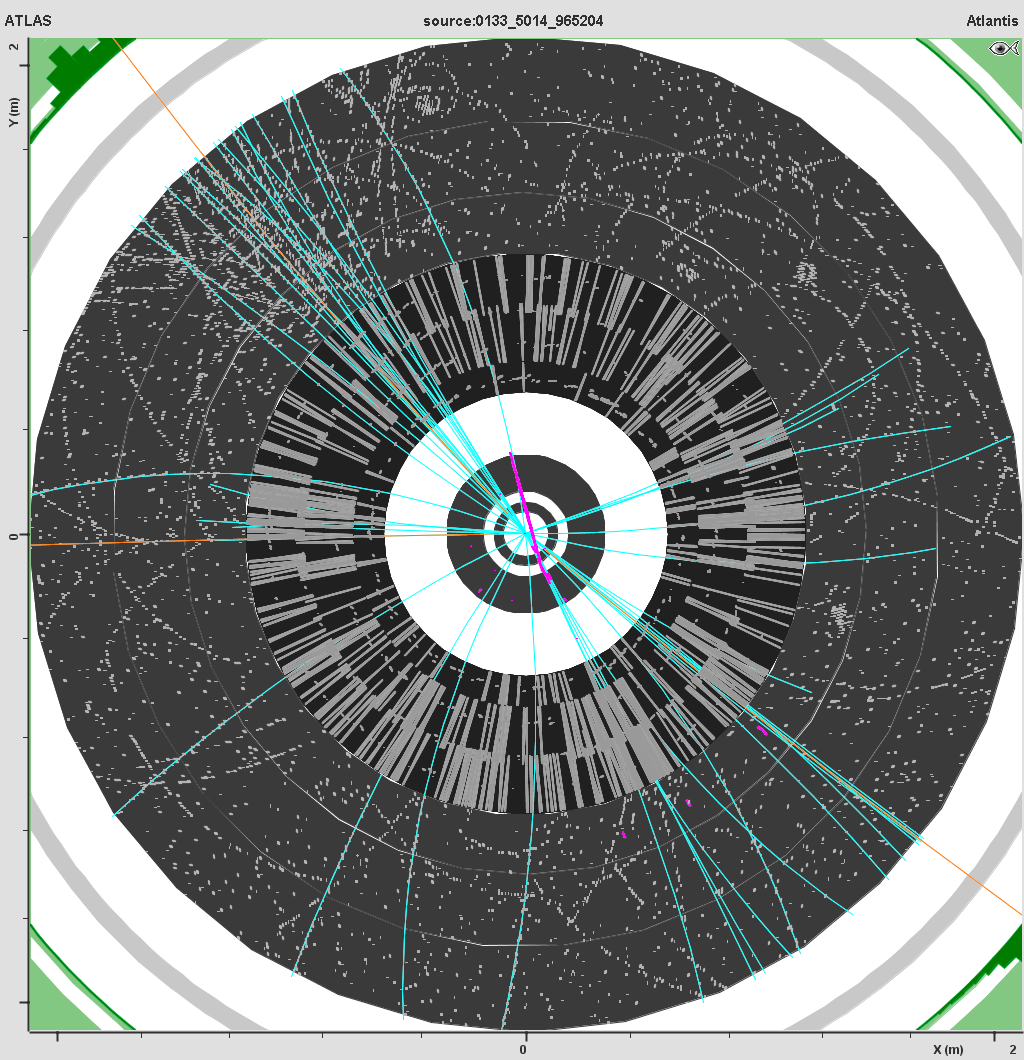 ATLAS source:0133_5014_965204 Atlantis
2
Y (m)
0
0 X (m) 2